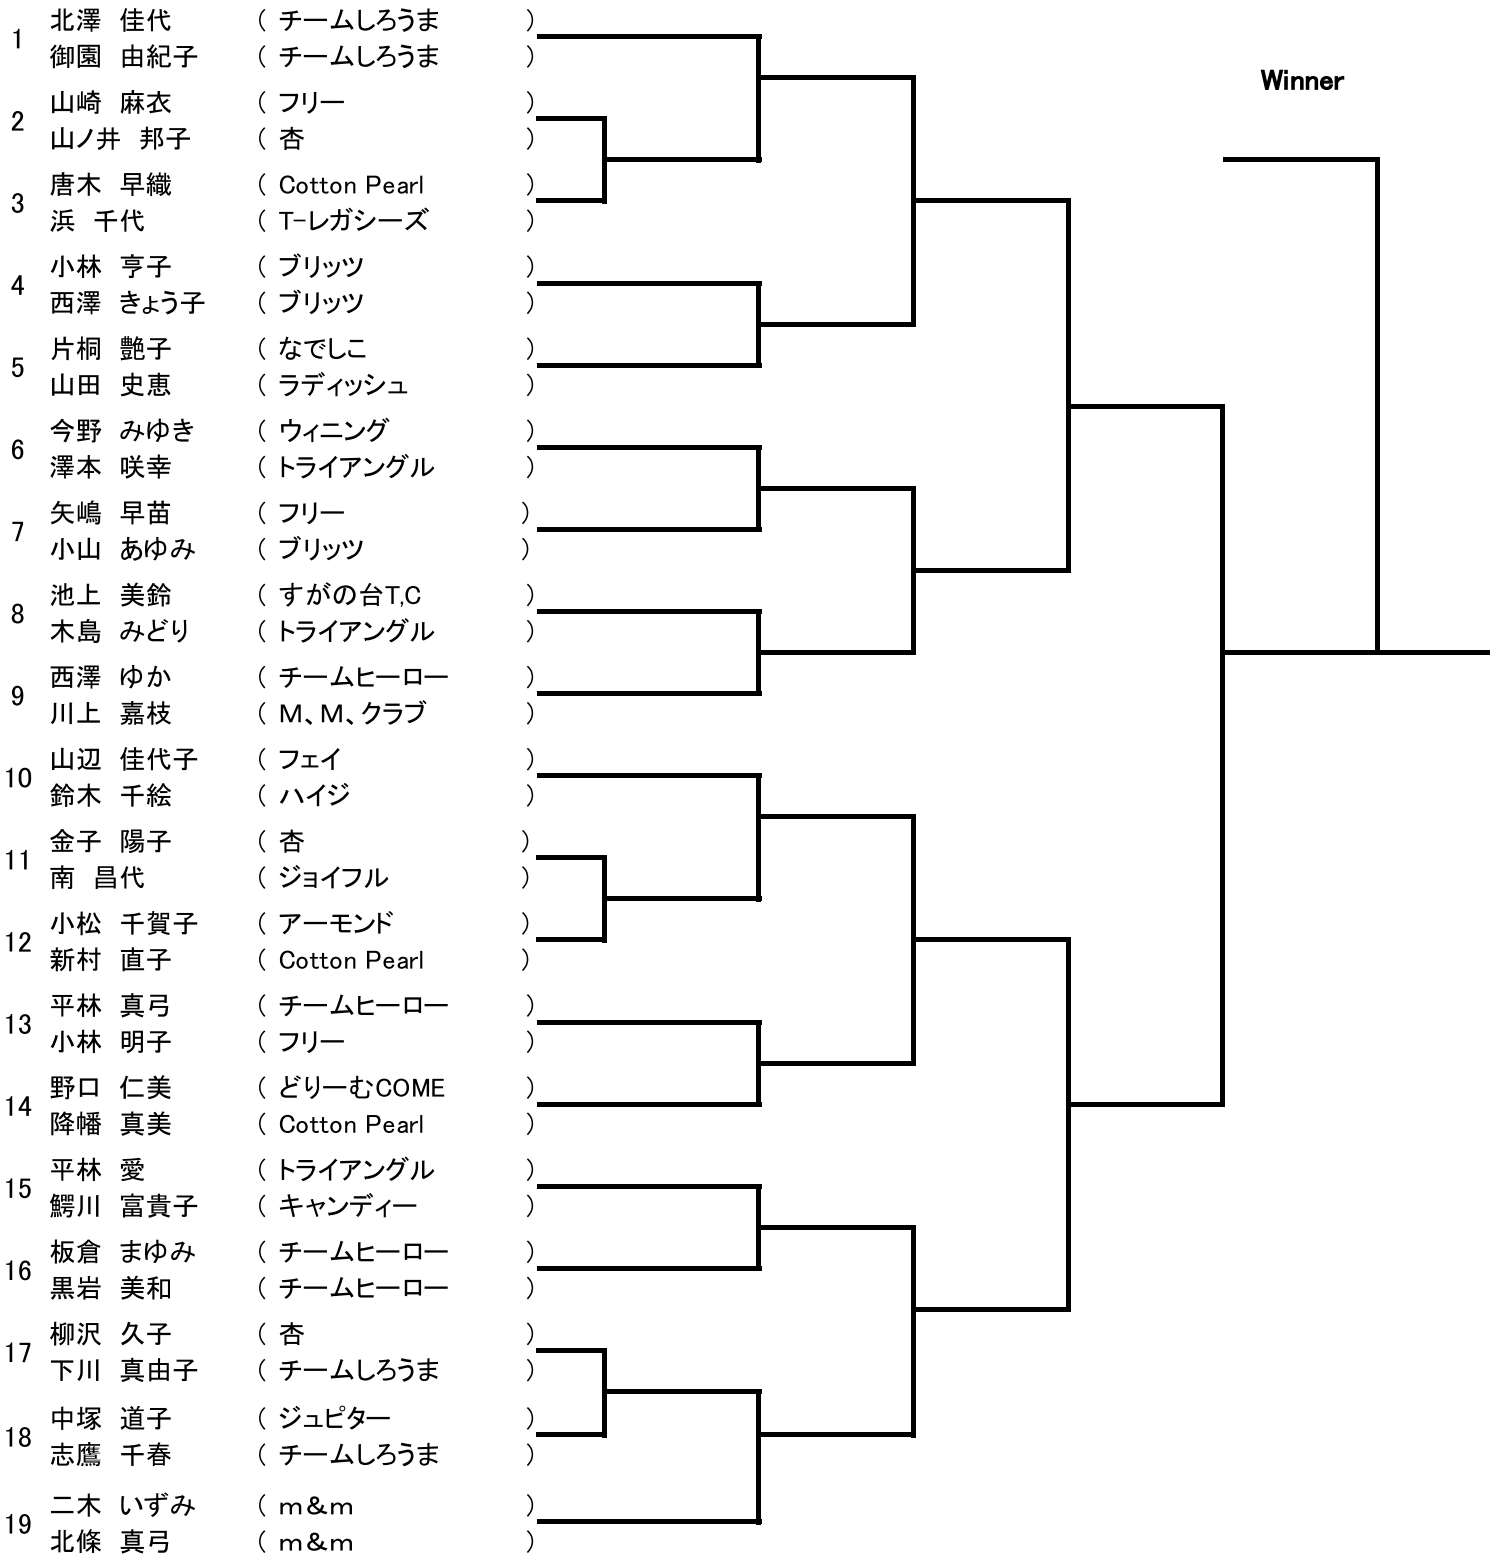 北澤 佳代 ( チームしろうま )
1
御園 由紀子 ( チームしろうま )
Winner
山崎 麻衣 ( フリー )
2
山ノ井 邦子 ( 杏 )
唐木 早織 ( Cotton Pearl )
3
浜 千代 ( T-レガシーズ )
小林 亨子 ( ブリッツ )
4
西澤 きょう子 ( ブリッツ )
片桐 艶子 ( なでしこ )
5
山田 史恵 ( ラディッシュ )
今野 みゆき ( ウィニング )
6
澤本 咲幸 ( トライアングル )
矢嶋 早苗 ( フリー )
7
小山 あゆみ ( ブリッツ )
池上 美鈴 ( すがの台T,C )
8
木島 みどり ( トライアングル )
西澤 ゆか ( チームヒーロー )
9
川上 嘉枝 ( M、M、クラブ )
山辺 佳代子 ( フェイ )
10
鈴木 千絵 ( ハイジ )
金子 陽子 ( 杏 )
11
南 昌代 ( ジョイフル )
小松 千賀子 ( アーモンド )
12
新村 直子 ( Cotton Pearl )
平林 真弓 ( チームヒーロー )
13
小林 明子 ( フリー )
野口 仁美 ( どりーむCOME )
14
降幡 真美 ( Cotton Pearl )
平林 愛 ( トライアングル )
15
鰐川 富貴子 ( キャンディー )
板倉 まゆみ ( チームヒーロー )
16
黒岩 美和 ( チームヒーロー )
柳沢 久子 ( 杏 )
17
下川 真由子 ( チームしろうま )
中塚 道子 ( ジュピター )
18
志鷹 千春 ( チームしろうま )
二木 いずみ ( m&m )
19
北條 真弓 ( m&m )